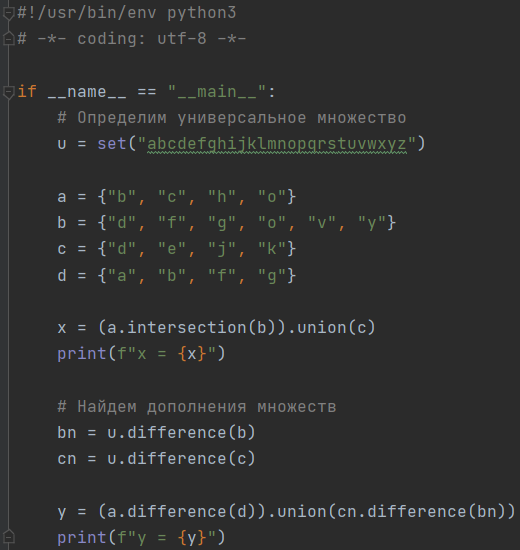 #!/usr/bin/env python3
# -*- coding: utf-8 -*-
if __name__ == "__main__":
# Определим универсальное множество
u = set("abcdefghijklmnopqrstuvwxyz")
a = {"b", "c", "h", "o"}
b = {"d", "f", "g", "o", "v", "y"}
c = {"d", "e", "j", "k"}
d = {"a", "b", "f", "g"}
x = (a.intersection(b)).union(c)
print(f"x = {x}")
# Найдем дополнения множеств
bn = u.difference(b)
cn = u.difference(c)
y = (a.difference(d)).union(cn.difference(bn))
print(f"y = {y}")